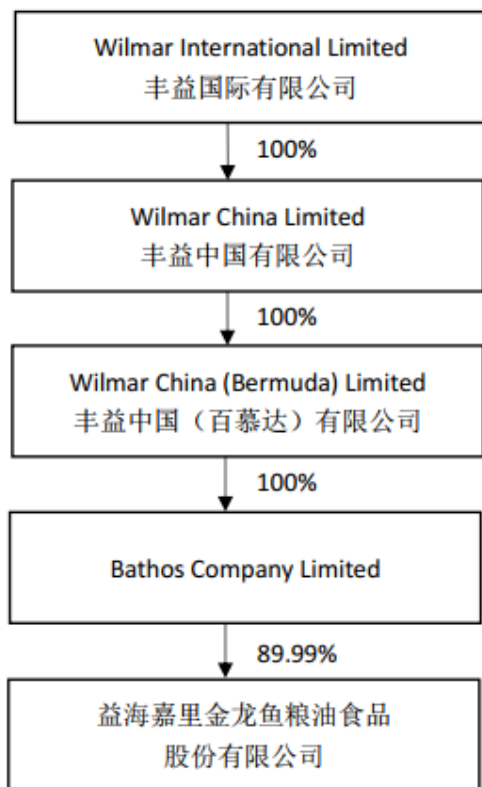 Wilmar International Limited
丰益国际有限公司
100%
Wilmar China Limited
丰益中国有限公司
100%
Wilmar China (Bermuda) Limited
丰益中国（百慕达）有限公司
100%
Bathos Company Limited
89.99%
益海嘉里金龙鱼粮油食品
股份有限公司